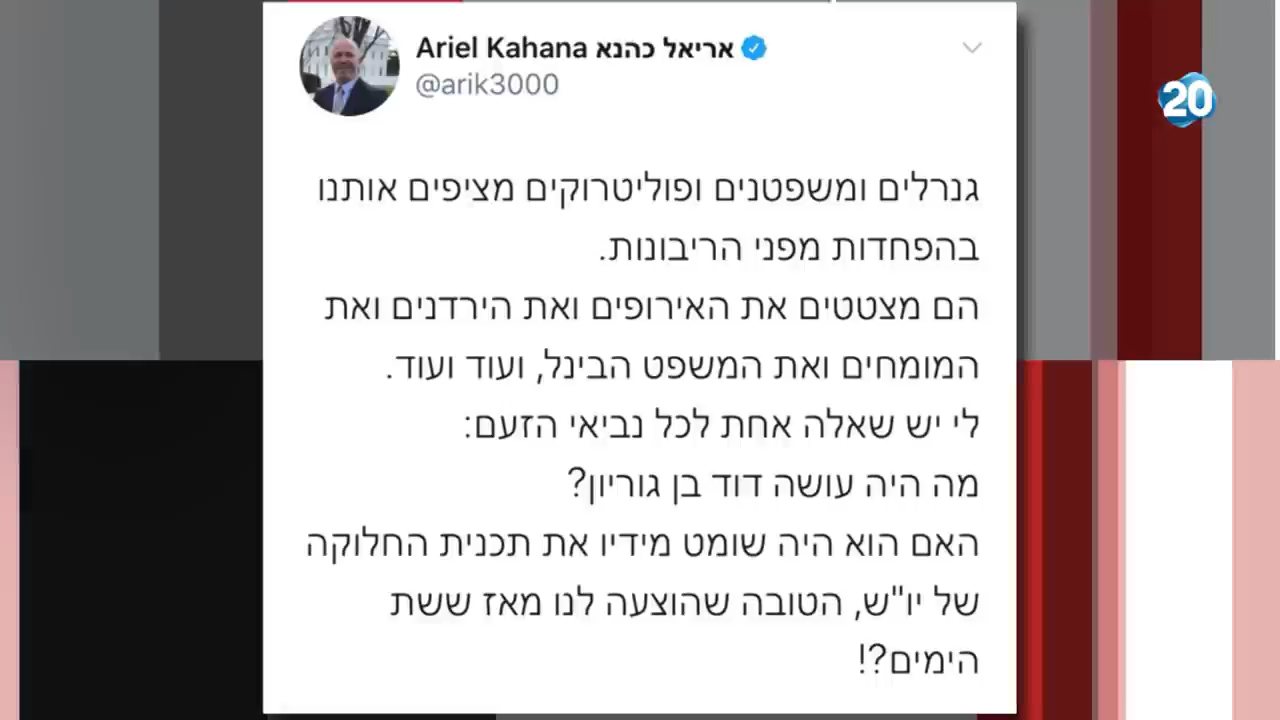 Ariel Kahana אריאל כהנא
@arik3000
20
גנרלים ומשפטנים ופוליטרוקים מציפים אותנו
בהפחדות מפני הריבונות.
הם מצטטים את האירופים ואת הירדנים ואת
המומחים ואת המשפט הבינל, ועוד ועוד.
לי יש שאלה אחת לכל נביאי הזעם:
מה היה עושה דוד בן גוריון?
האם הוא היה שומט מידיו את תכנית החלוקה
של יו"ש, הטובה שהוצעה לנו מאז ששת
הימים?!